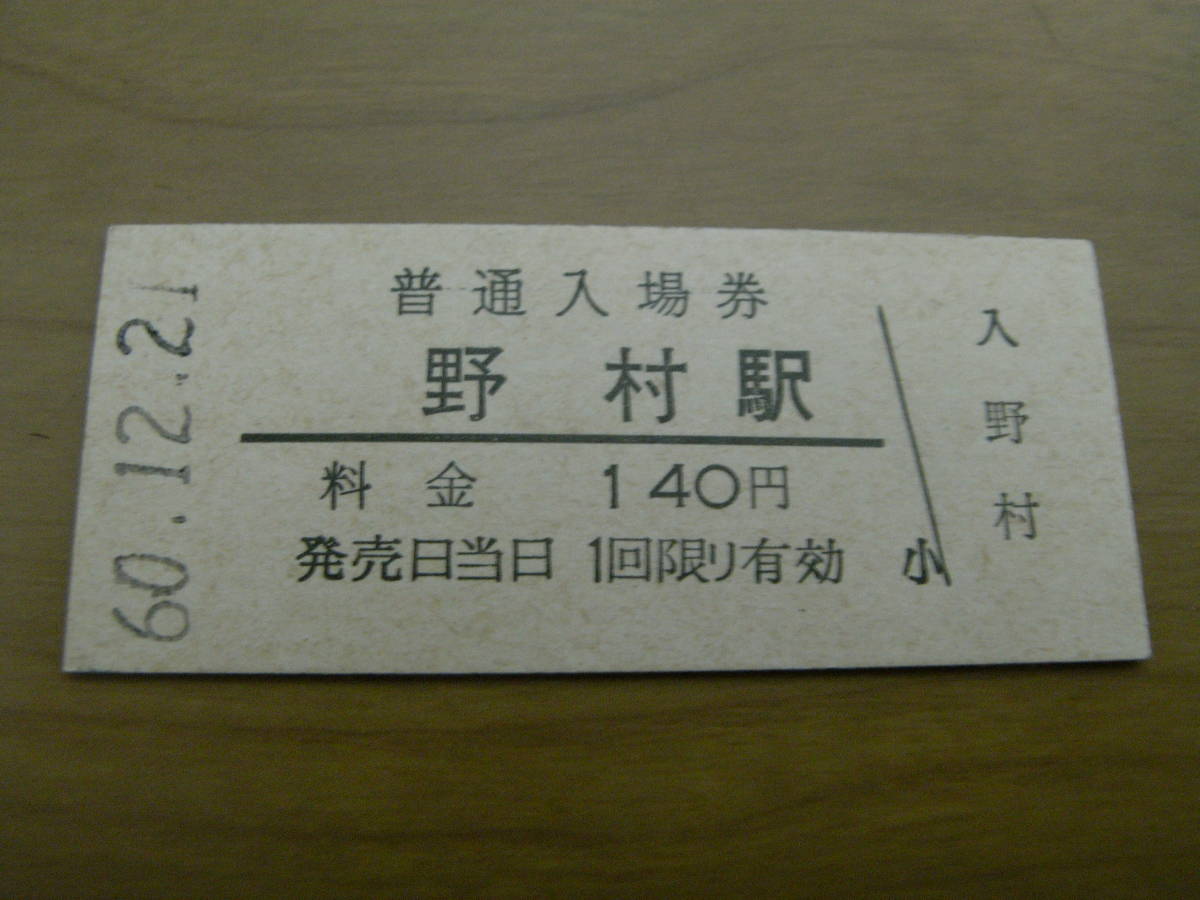 普通入場券
野村駅
料金 140円
発売日当日 1回限り有効 小
入野村
60.12.21